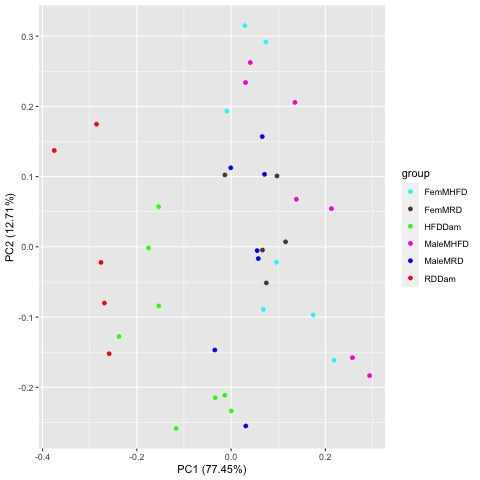 0.3
0.2
0.1
0.0
-0.1
-0.2
PC2 (12.71%)
-0.4
-0.2
0.0
0.2
PC1 (77.45%)
group
FemMHFD
FemMRD
HFDDam
MaleMHFD
MaleMRD
RDDam